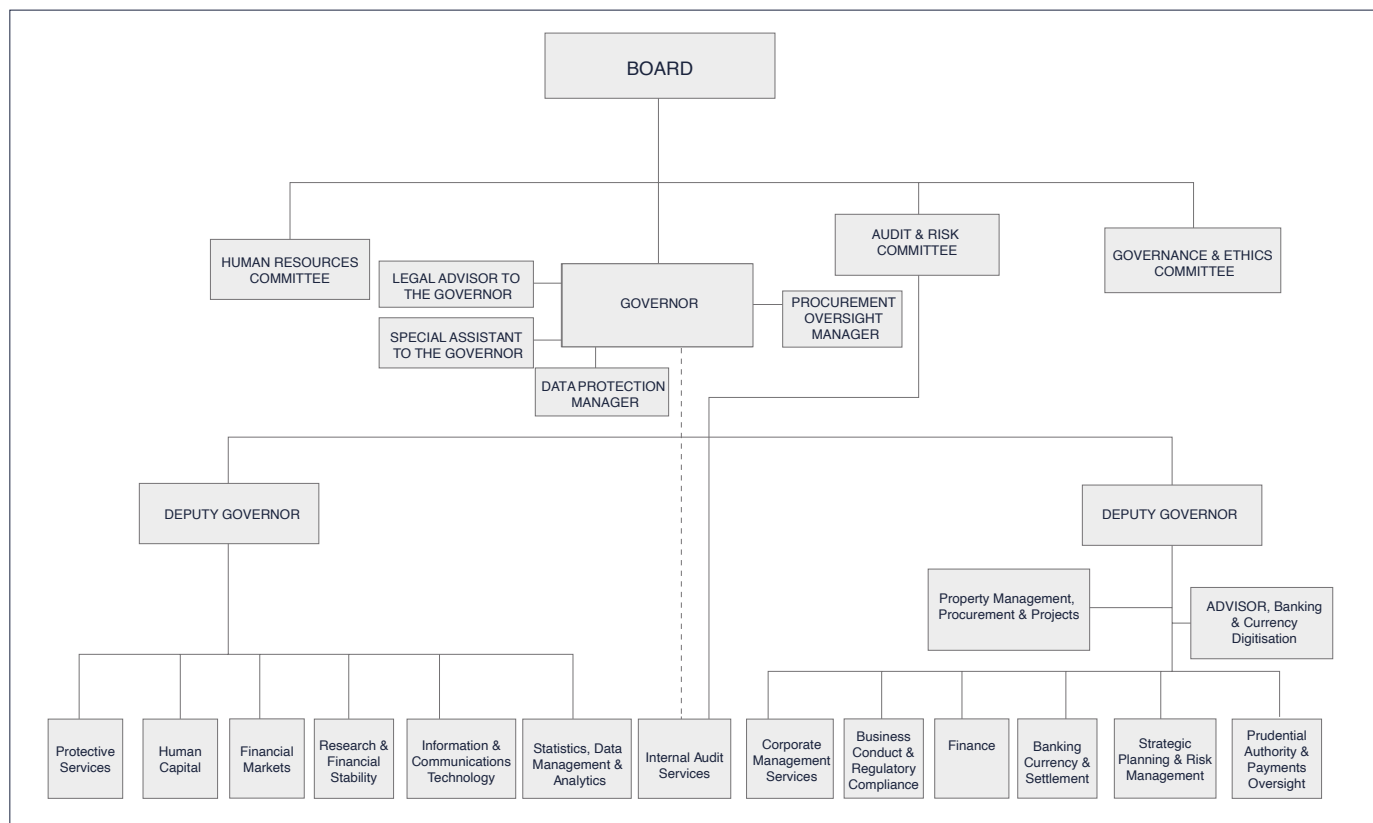 BOARD
HUMAN RESOURCES
COMMITTEE
AUDIT & RISK
COMMITTEE
GOVERNANCE & ETHICS
COMMITTEE
LEGAL ADVISOR TO
THE GOVERNOR
GOVERNOR
PROCUREMENT
OVERSIGHT
MANAGER
SPECIAL ASSISTANT
TO THE GOVERNOR
DATA PROTECTION
MANAGER
DEPUTY GOVERNOR
DEPUTY GOVERNOR
Property Management,
Procurement & Projects
ADVISOR, Banking
& Currency
Digitisation
Protective
Services
Human
Capital
Financial
Markets
Research &
Financial
Stability
Information &
Communications
Technology
Statistics, Data
Management &
Analytics
Internal Audit
Services
Corporate
Management
Services
Business
Conduct &
Regulatory
Compliance
Finance
Banking
Currency &
Settlement
Strategic
Planning & Risk
Management
Prudential
Authority &
Payments
Oversight